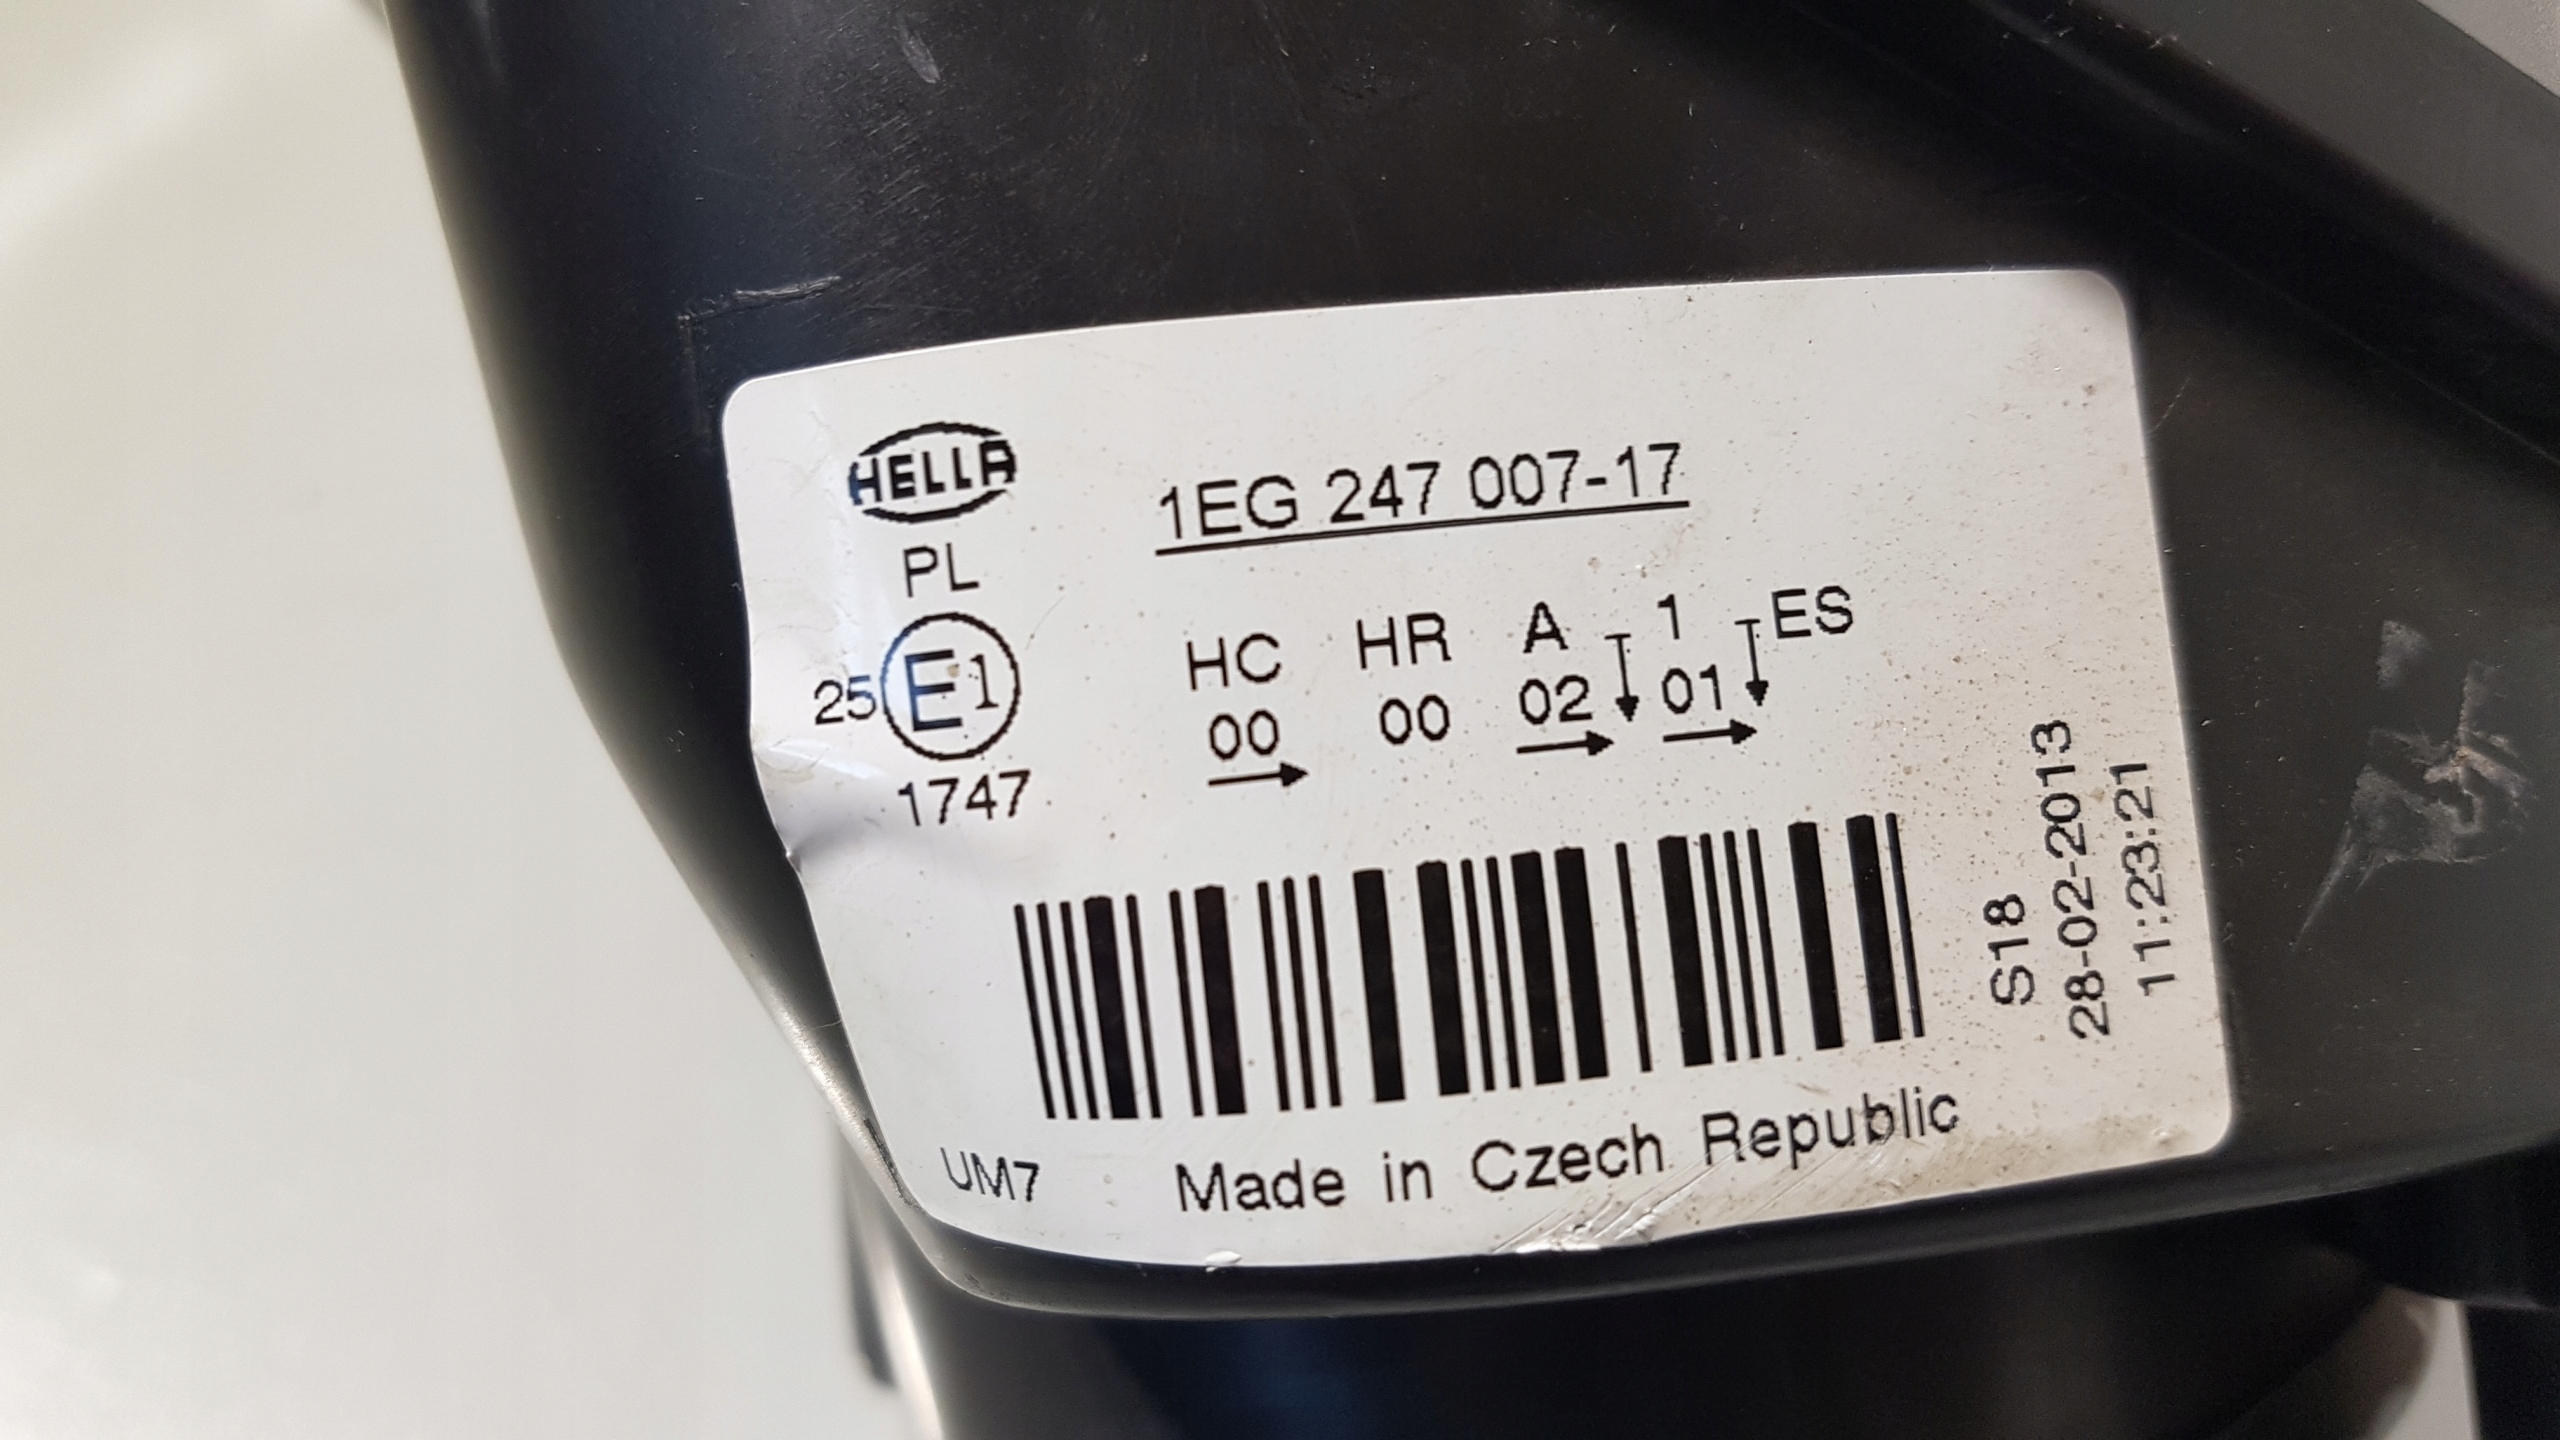 HELLA
1EG 247 007-17
PL
25 E1
1747
HC HR A 1 ES
00 00 02 01
S18
28-02-2013
11:23:21
UM7 Made in Czech Republic